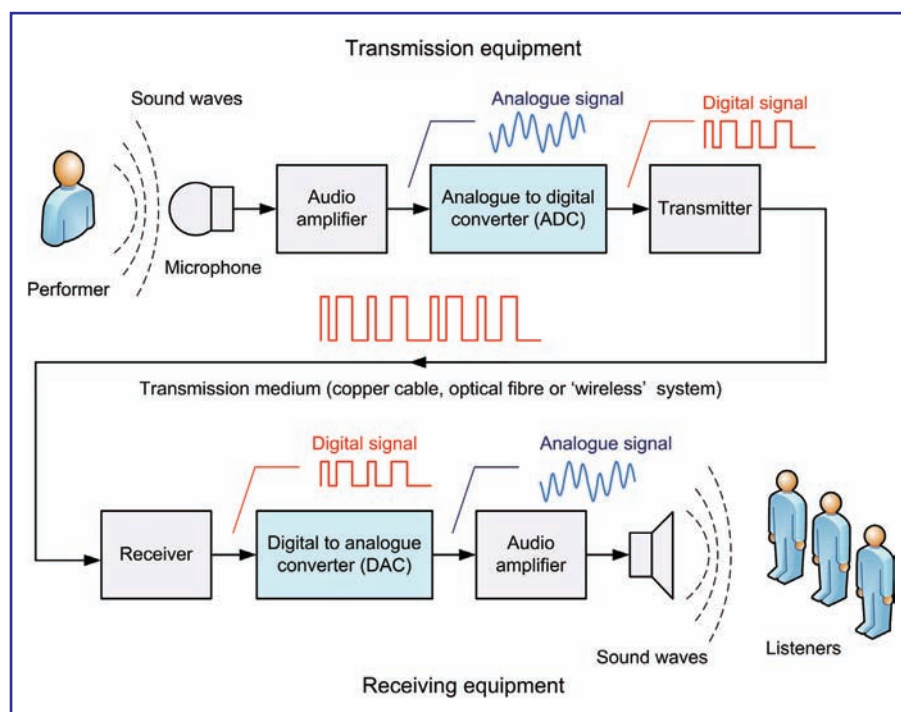 Transmission equipment
Sound waves
Analogue signal
Digital signal
Audio
amplifier
Analogue to digital
converter (ADC)
Transmitter
Microphone
Performer
Transmission medium (copper cable, optical fibre or ‘wireless’ system)
Digital signal
Analogue signal
Receiver
Digital to analogue
converter (DAC)
Audio
amplifier
Sound waves
Listeners
Receiving equipment